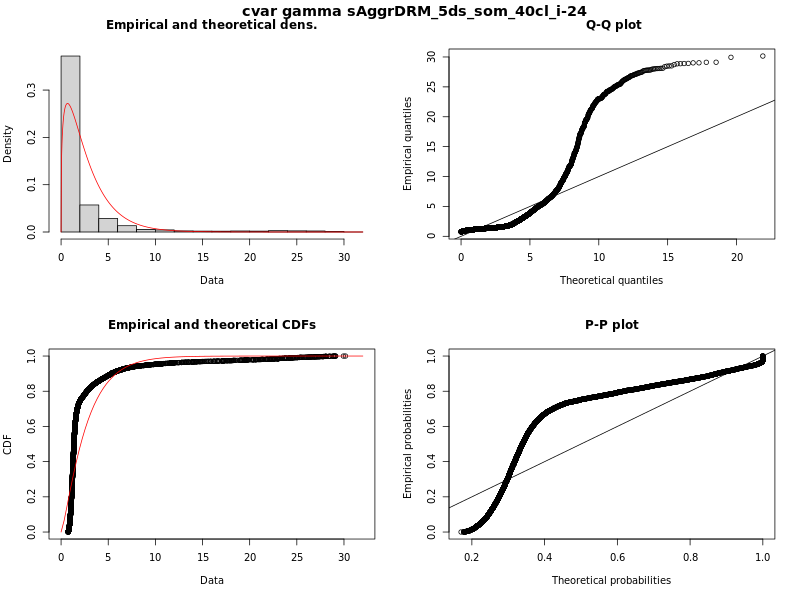 cvar gamma sAggrDRM_5ds_som_40cl_i-24
Empirical and theoretical dens.
Density
0.0 0.1 0.2 0.3
0 5 10 15 20 25 30
Data
Q-Q plot
Empirical quantiles
0 5 10 15 20 25 30
0 5 10 15 20
Theoretical quantiles
Empirical and theoretical CDFs
CDF
0.0 0.2 0.4 0.6 0.8 1.0
0 5 10 15 20 25 30
Data
P-P plot
Empirical probabilities
0.0 0.2 0.4 0.6 0.8 1.0
0.2 0.4 0.6 0.8 1.0
Theoretical probabilities